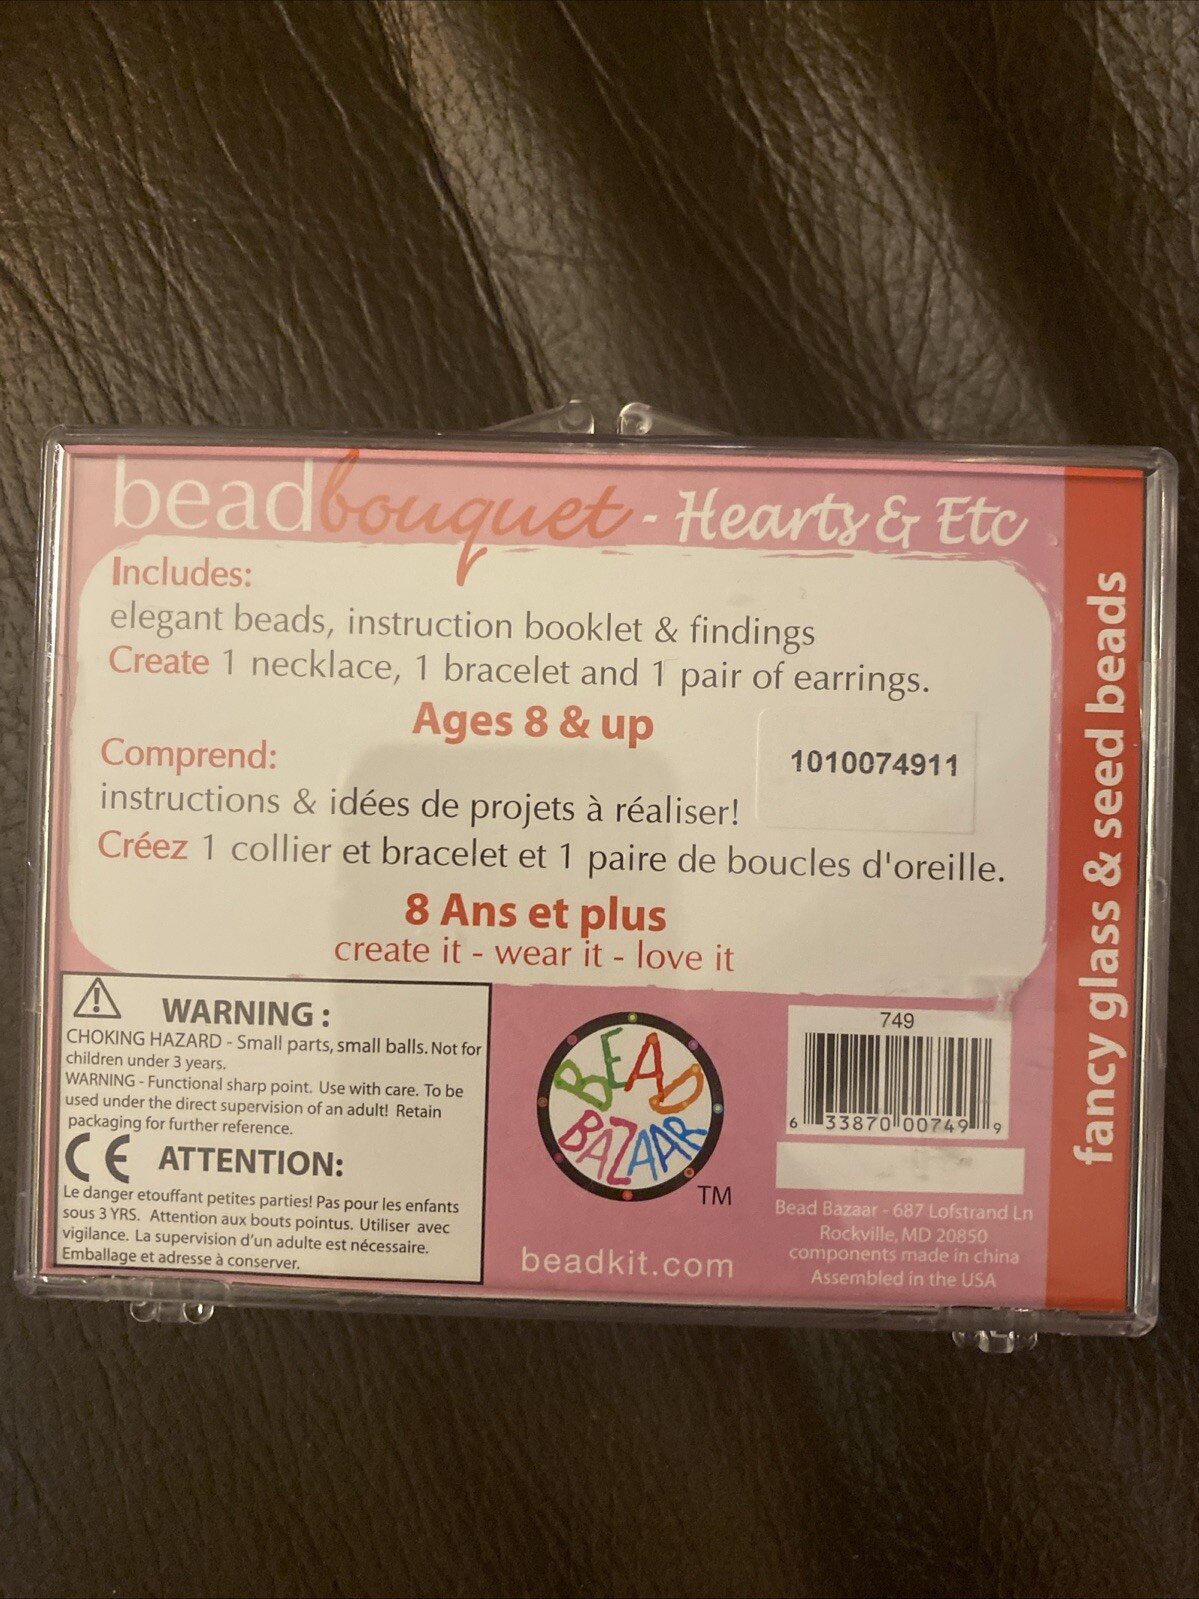 beadbouquet - Hearts & Etc
Includes:
elegant beads, instruction booklet & findings
Create 1 necklace, 1 bracelet and 1 pair of earrings.
Ages 8 & up
1010074911
Comprend:
instructions & idées de projets à réaliser!
Créez 1 collier et bracelet et 1 paire de boucles d'oreille.
8 Ans et plus
create it - wear it - love it
fancy glass & seed beads
WARNING :
CHOKING HAZARD - Small parts, small balls. Not for
children under 3 years.
WARNING - Functional sharp point. Use with care. To be
used under the direct supervision of an adult! Retain
packaging for further reference.
CE ATTENTION:
Le danger etouffant petites parties! Pas pour les enfants
sous 3 YRS. Attention aux bouts pointus. Utiliser avec
vigilance. La supervision d'un adulte est nécessaire.
Emballage et adresse à conserver.
BEAD
BAZAAR
TM
beadkit.com
749
6 33870 00749 9
Bead Bazaar - 687 Lofstrand Ln
Rockville, MD 20850
components made in china
Assembled in the USA